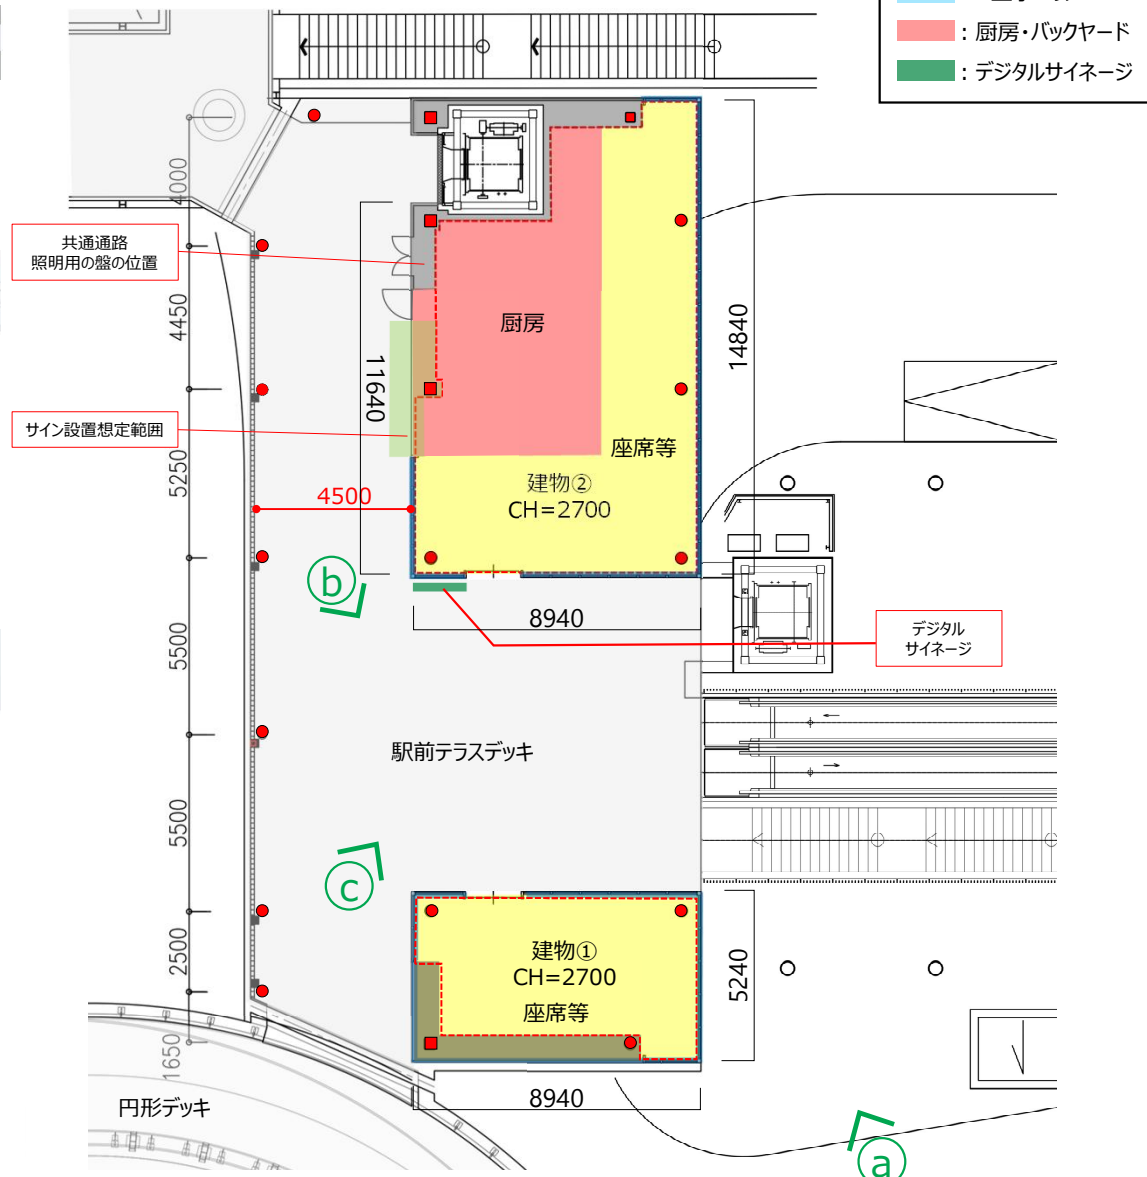 ：厨房・バックヤード
：デジタルサイネージ
4000
共通通路
照明用の盤の位置
4450
厨房
14840
11640
サイン設置想定範囲
座席等
5250
建物②
CH=2700
4500
b
8940
デジタル
サイネージ
5500
駅前テラスデッキ
5500
c
2500
建物①
CH=2700
座席等
5240
1650
8940
円形デッキ
a